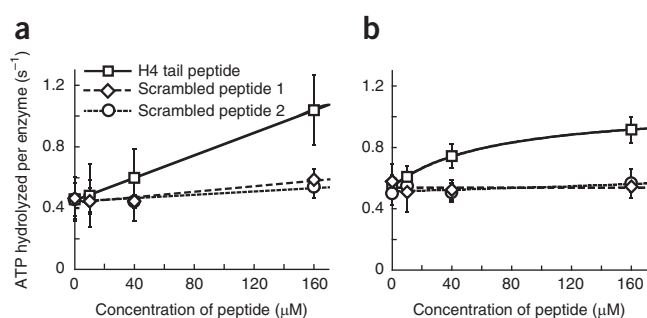 a
b
ATP hydrolyzed per enzyme (s⁻¹)
H4 tail peptide
Scrambled peptide 1
Scrambled peptide 2
1.2
0.8
0.4
0
0 40 80 120 160
Concentration of peptide (μM)
1.2
0.8
0.4
0
0 40 80 120 160
Concentration of peptide (μM)